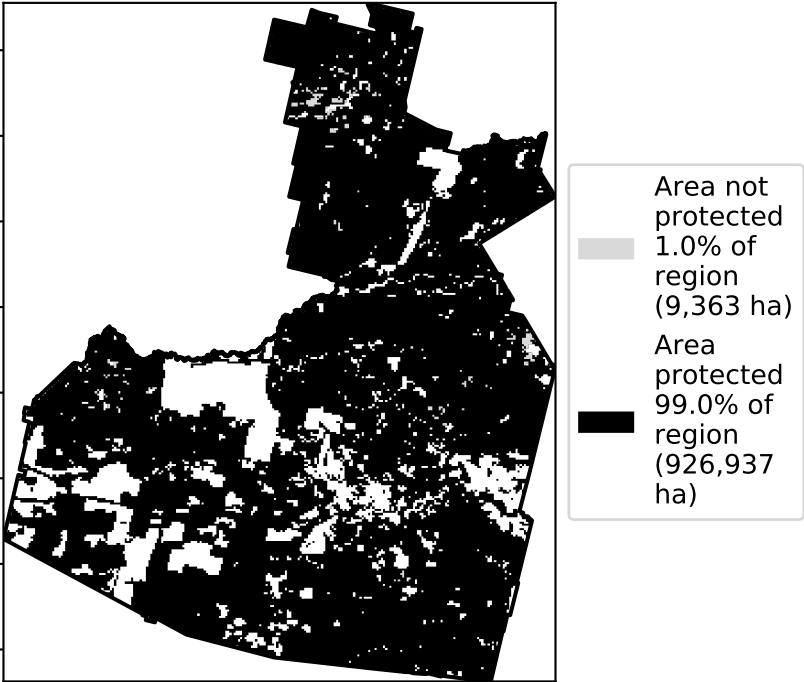 Area not
protected
1.0% of
region
(9,363 ha)
Area
protected
99.0% of
region
(926,937
ha)